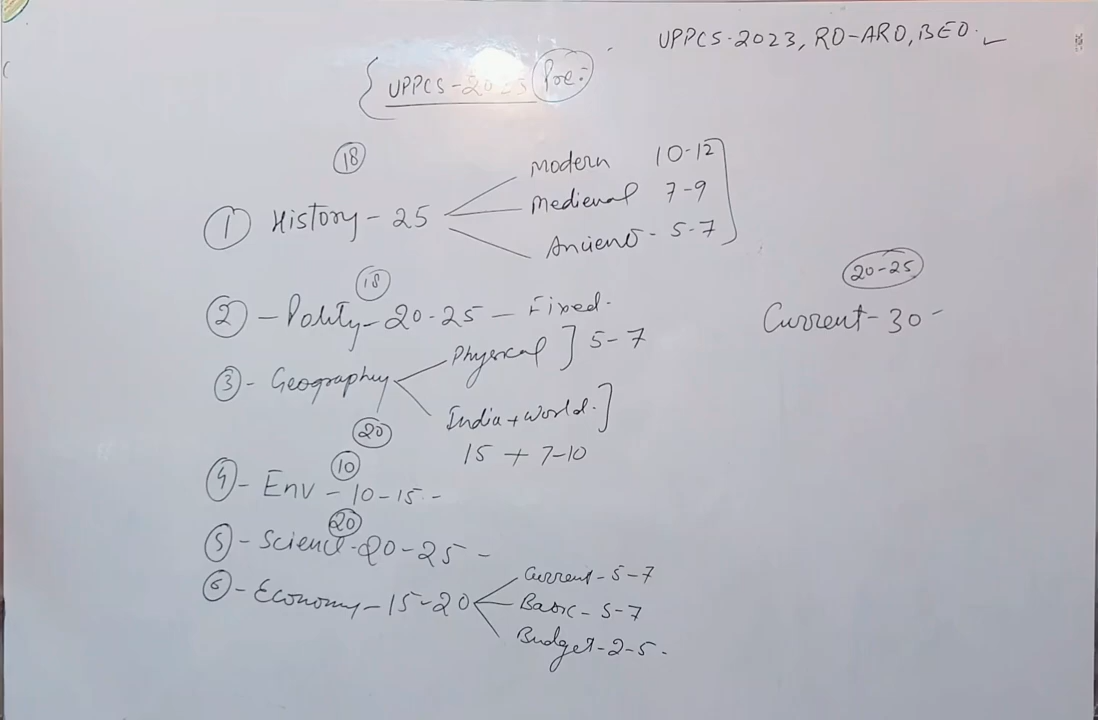 UPPCS-2023, RO-ARO, BEO.
UPPCS-2025 Pre:
18
① History - 25
Modern 10-12
Medieval 7-9
Ancient - 5-7
18
② - Polity - 20-25 - Fixed.
20-25
Current - 30 -
③ - Geography
Physical ] 5-7
India + World. ]
15 + 7-10
20
④ - Env - 10-15 -
10
⑤ - Science - 20-25 -
20
⑥ - Economy - 15-20
Current - 5-7
Basic - 5-7
Budget - 2-5 -